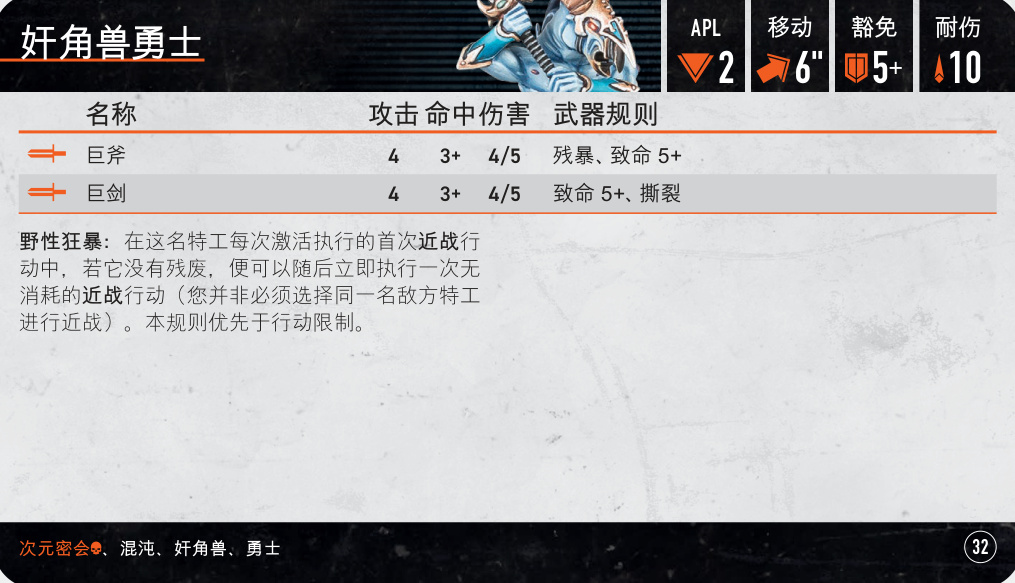 奸角兽勇士
APL 移动 豁免 耐伤
2 6" 5+ 10
名称 攻击 命中 伤害 武器规则
巨斧 4 3+ 4/5 残暴、致命 5+
巨剑 4 3+ 4/5 致命 5+、撕裂
野性狂暴：在这名特工每次激活执行的首次近战行
动中，若它没有残废，便可以随后立即执行一次无
消耗的近战行动（您并非必须选择同一名敌方特工
进行近战）。本规则优先于行动限制。
次元密会、混沌、奸角兽、勇士
32